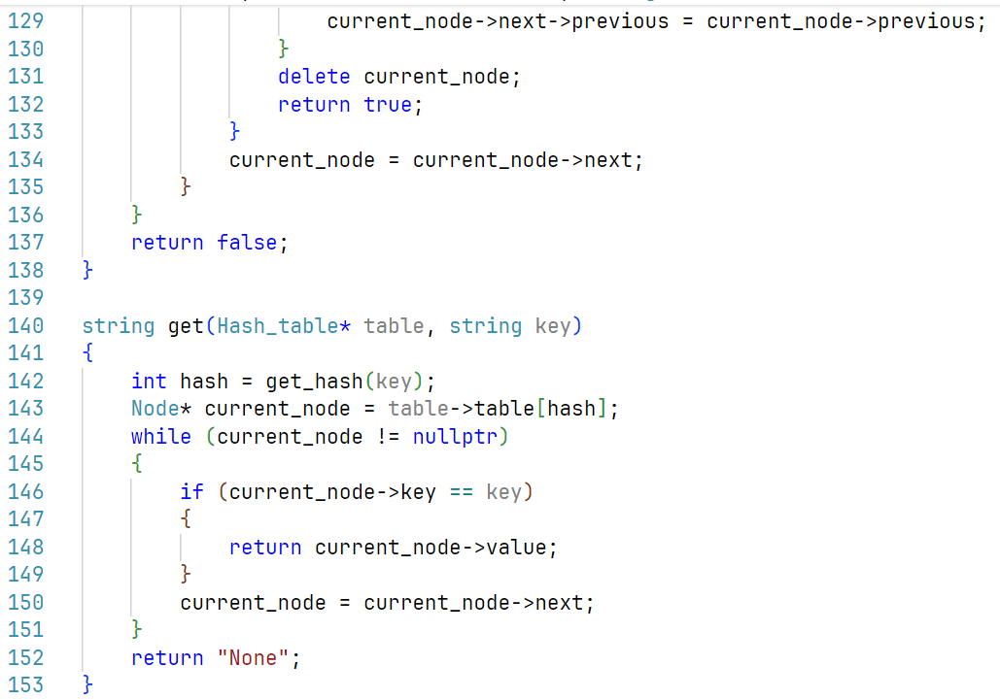 129 current_node->next->previous = current_node->previous;
130 }
131 delete current_node;
132 return true;
133 }
134 current_node = current_node->next;
135 }
136 }
137 return false;
138 }
139
140 string get(Hash_table* table, string key)
141 {
142 int hash = get_hash(key);
143 Node* current_node = table->table[hash];
144 while (current_node != nullptr)
145 {
146 if (current_node->key == key)
147 {
148 return current_node->value;
149 }
150 current_node = current_node->next;
151 }
152 return "None";
153 }